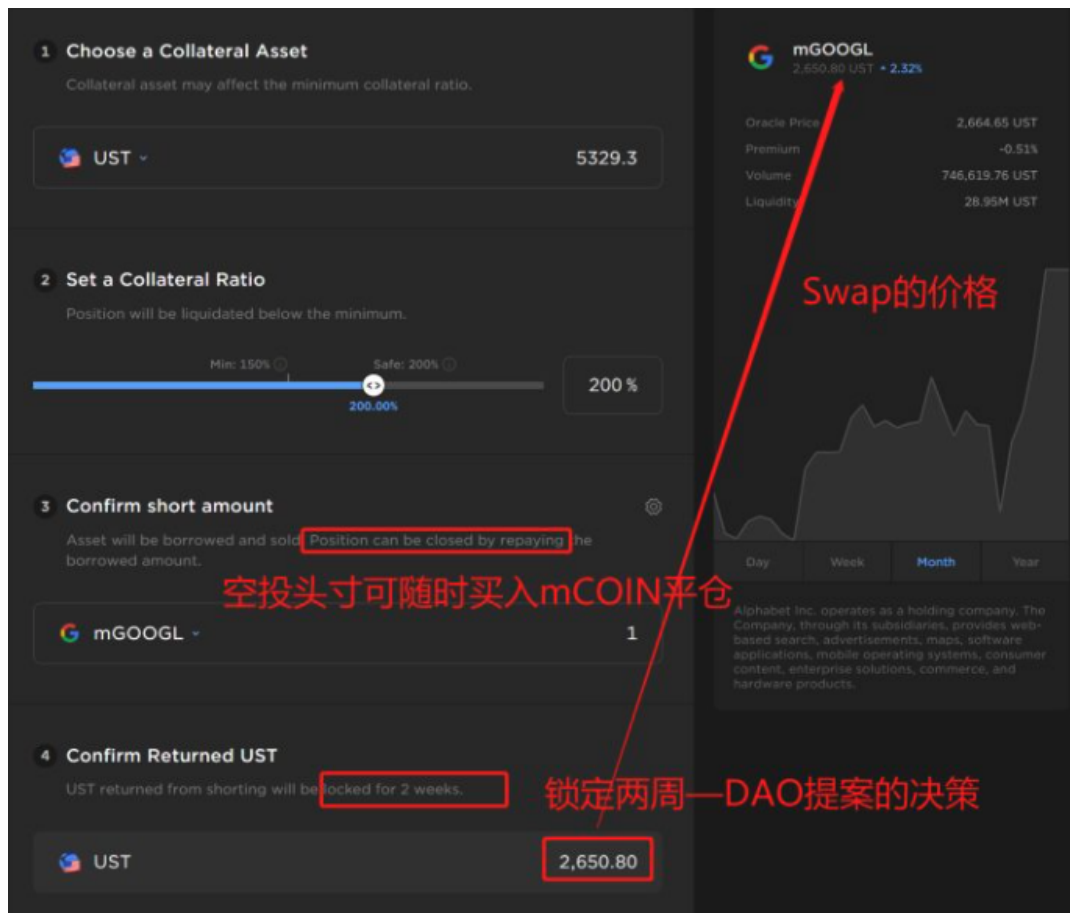 1 Choose a Collateral Asset
Collateral asset may affect the minimum collateral ratio.
UST
5329.3
2 Set a Collateral Ratio
Position will be liquidated below the minimum.
Min: 150%
Safe: 200%
200 %
200.00%
3 Confirm short amount
Asset will be borrowed and sold. Position can be closed by repaying the
borrowed amount.
空投头寸可随时买入mCOIN平仓
mGOOGL
1
4 Confirm Returned UST
UST returned from shorting will be locked for 2 weeks.
锁定两周—DAO提案的决策
UST
2,650.80
mGOOGL
2,650.80 UST 2.32%
Oracle Price 2,664.65 UST
Premium -0.51%
Volume 746,619.76 UST
Liquidity 28.95M UST
Swap的价格
Day Week Month Year
Alphabet Inc. operates as a holding company. The
Company, through its subsidiaries, provides web-
based search, advertisements, maps, software
applications, mobile operating systems, consumer
content, enterprise solutions, commerce, and
hardware products.